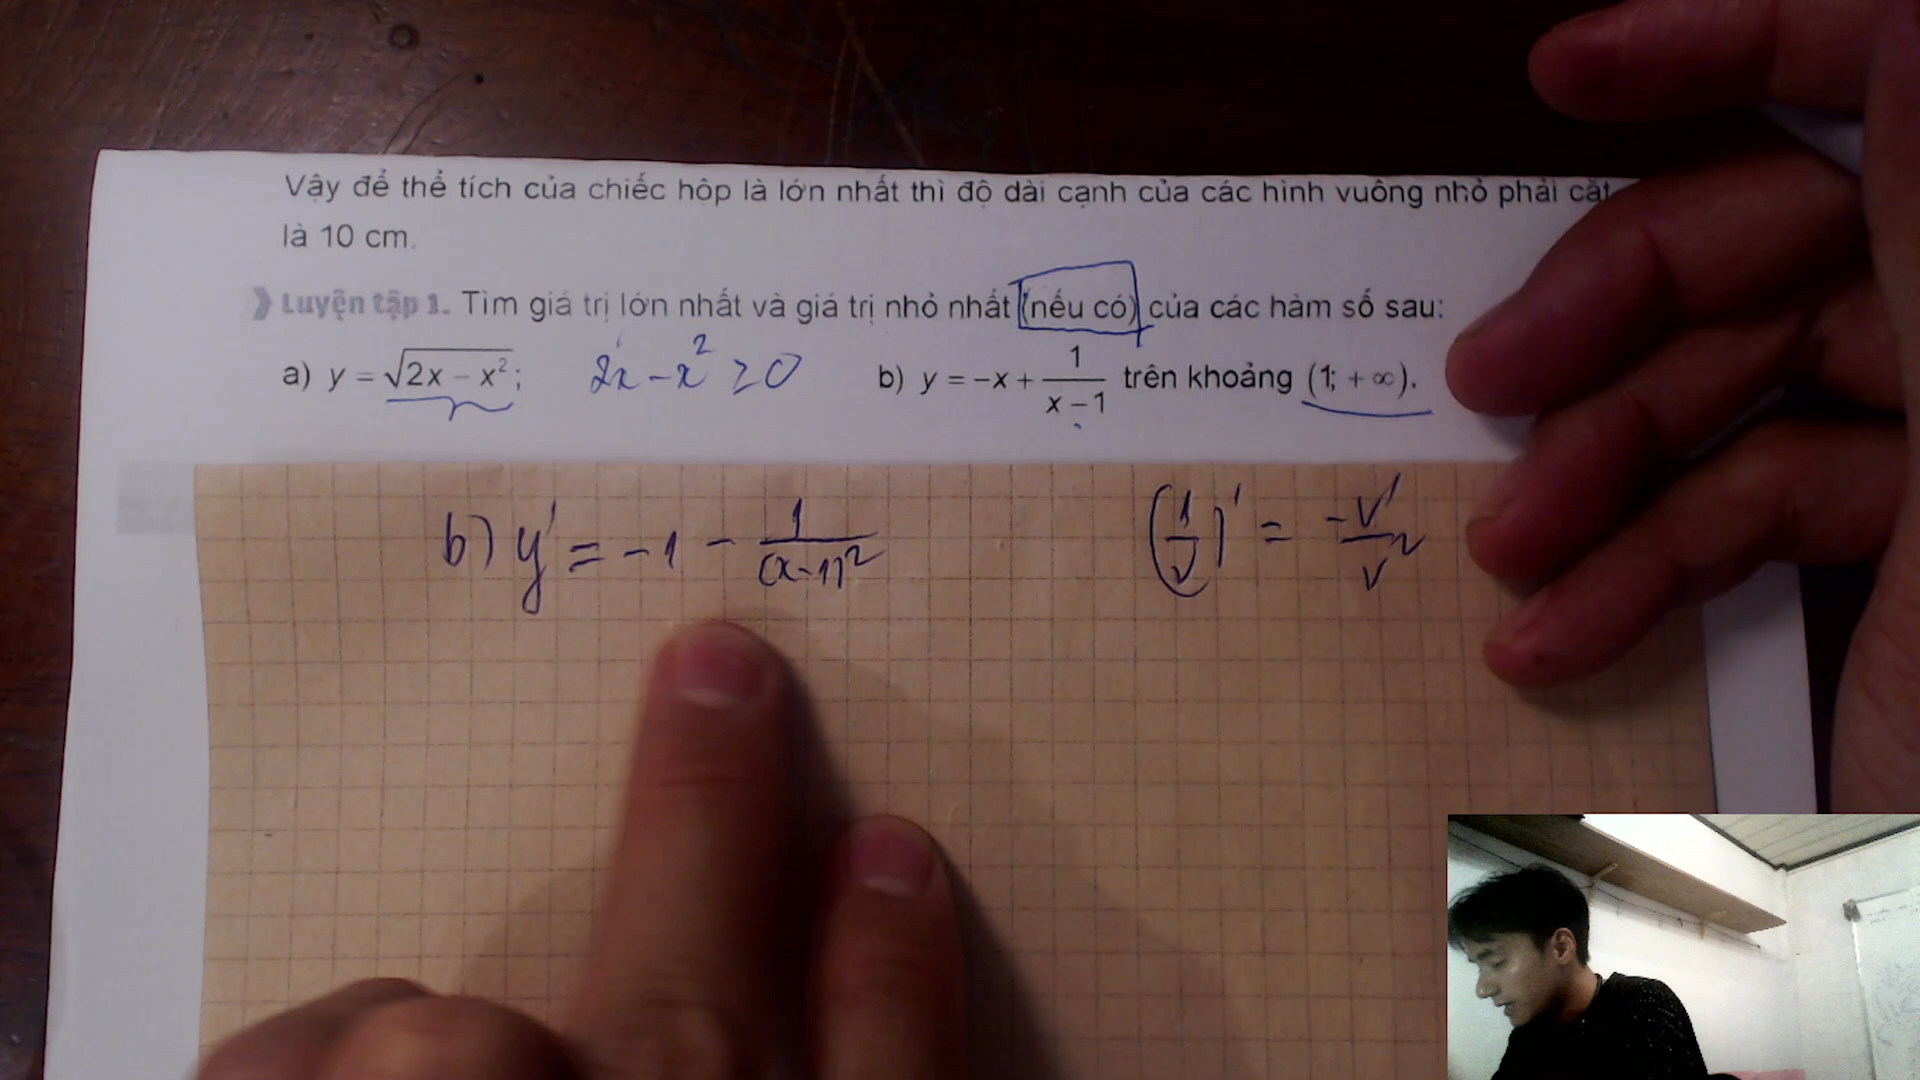 Vậy để thể tích của chiếc hộp là lớn nhất thì độ dài cạnh của các hình vuông nhỏ phải cắt
là 10 cm.
Luyện tập 1. Tìm giá trị lớn nhất và giá trị nhỏ nhất (nếu có) của các hàm số sau:
a) y = √(2x − x²); 2x − x² ≥ 0 b) y = −x + 1/(x − 1) trên khoảng (1; +∞).
b) y' = −1 − 1/(x−1)² (1/v)' = −v'/v²